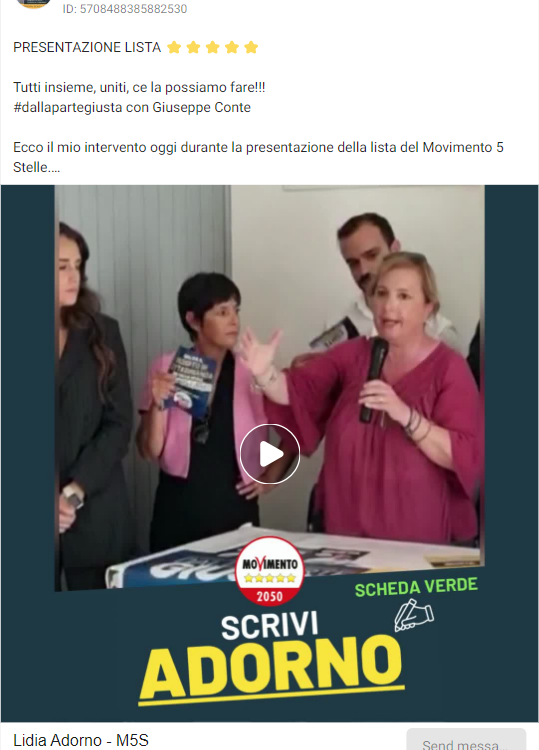 ID: 5708488385882530
PRESENTAZIONE LISTA ⭐⭐⭐⭐⭐
Tutti insieme, uniti, ce la possiamo fare!!!
#dallapartegiusta con Giuseppe Conte
Ecco il mio intervento oggi durante la presentazione della lista del Movimento 5
Stelle....
MOVIMENTO
2050
SCHEDA VERDE
SCRIVI
ADORNO
Lidia Adorno - M5S
Send messa...